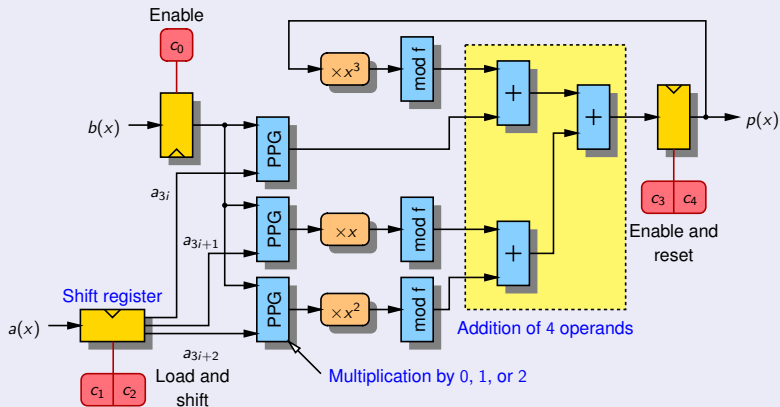 Enable
c0
b(x)
×x³
mod f
+
+
p(x)
PPG
a3i
c3 c4
Enable and
reset
PPG
×x
mod f
a3i+1
+
Shift register
PPG
×x²
mod f
a(x)
Addition of 4 operands
a3i+2
c1 c2
Load and
shift
Multiplication by 0, 1, or 2